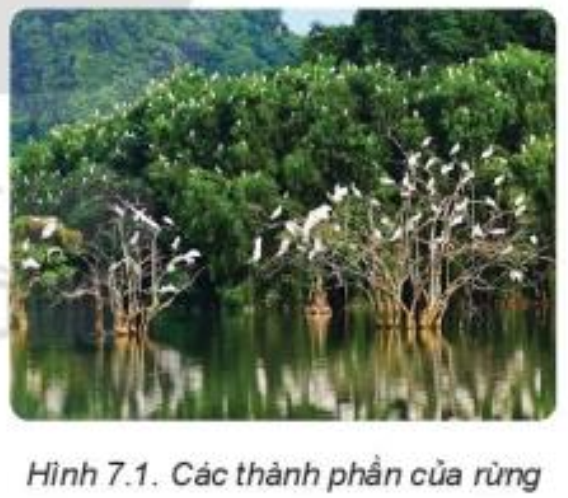 Hình 7.1. Các thành phần của rừng